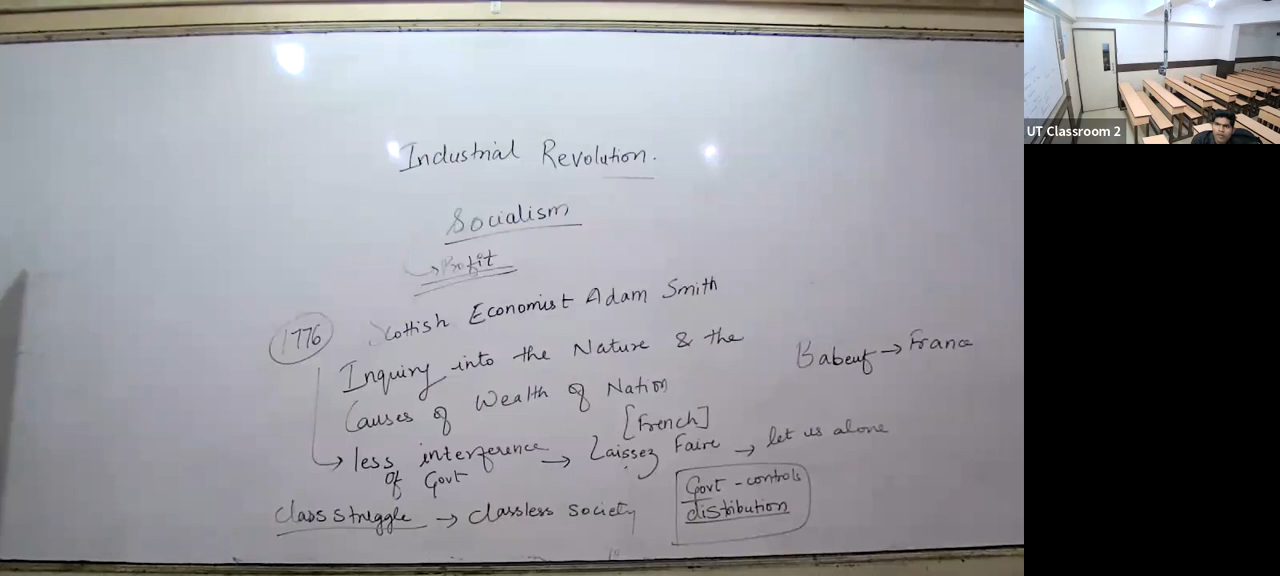 Industrial Revolution.
Socialism
→ Profit
1776
Scottish Economist Adam Smith
Inquiry into the Nature & the
Causes of Wealth of Nation
Babeuf → France
[French]
→ less interference of Govt → Laissez Faire → let us alone
class struggle → classless society
Govt - controls
distribution
UT Classroom 2